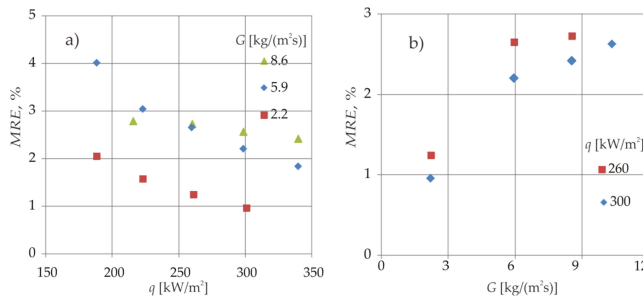 a)
G [kg/(m²s)]
8.6
5.9
2.2
MRE, %
5
4
3
2
1
0
150 200 250 300 350
q [kW/m²]
b)
q [kW/m²]
260
300
MRE, %
3
2
1
0
0 3 6 9 12
G [kg/(m²s)]